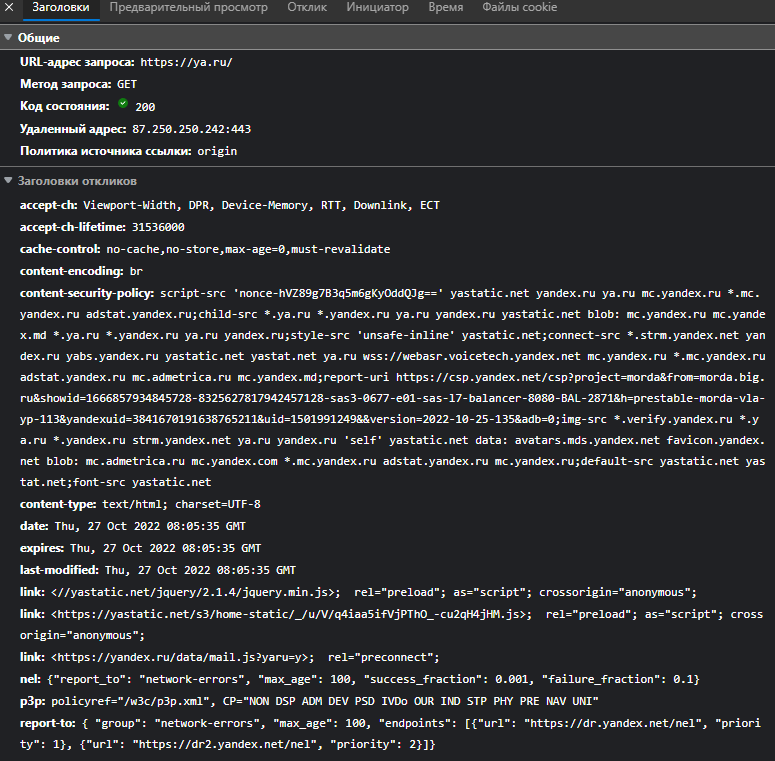 Заголовки Предварительный просмотр Отклик Инициатор Время Файлы cookie
Общие
URL-адрес запроса: https://ya.ru/
Метод запроса: GET
Код состояния: 200
Удаленный адрес: 87.250.250.242:443
Политика источника ссылки: origin
Заголовки откликов
accept-ch: Viewport-Width, DPR, Device-Memory, RTT, Downlink, ECT
accept-ch-lifetime: 31536000
cache-control: no-cache,no-store,max-age=0,must-revalidate
content-encoding: br
content-security-policy: script-src 'nonce-hVZ89g7B3q5m6gKyOddQJg==' yastatic.net yandex.ru ya.ru mc.yandex.ru *.mc.
yandex.ru adstat.yandex.ru;child-src *.ya.ru *.yandex.ru ya.ru yandex.ru yastatic.net blob: mc.yandex.ru mc.yande
x.md *.ya.ru *.yandex.ru ya.ru yandex.ru;style-src 'unsafe-inline' yastatic.net;connect-src *.strm.yandex.net yan
dex.ru yabs.yandex.ru yastatic.net yastat.net ya.ru wss://webasr.voicetech.yandex.net mc.yandex.ru *.mc.yandex.ru
adstat.yandex.ru mc.admetrica.ru mc.yandex.md;report-uri https://csp.yandex.net/csp?project=morda&from=morda.big.
ru&showid=1666857934845728-8325627817942457128-sas3-0677-e01-sas-l7-balancer-8080-BAL-2871&h=prestable-morda-vla-
yp-113&yandexuid=3841670191638765211&uid=1501991249&&version=2022-10-25-135&adb=0;img-src *.verify.yandex.ru *.y
a.ru *.yandex.ru strm.yandex.net ya.ru yandex.ru 'self' yastatic.net data: avatars.mds.yandex.net favicon.yandex.
net blob: mc.admetrica.ru mc.yandex.com *.mc.yandex.ru adstat.yandex.ru mc.yandex.ru;default-src yastatic.net yas
tat.net;font-src yastatic.net
content-type: text/html; charset=UTF-8
date: Thu, 27 Oct 2022 08:05:35 GMT
expires: Thu, 27 Oct 2022 08:05:35 GMT
last-modified: Thu, 27 Oct 2022 08:05:35 GMT
link: <//yastatic.net/jquery/2.1.4/jquery.min.js>; rel="preload"; as="script"; crossorigin="anonymous";
link: <https://yastatic.net/s3/home-static/_/u/V/q4iaa5ifVjPThO_-cu2qH4jHM.js>; rel="preload"; as="script"; cross
origin="anonymous";
link: <https://yandex.ru/data/mail.js?yaru=y>; rel="preconnect";
nel: {"report_to": "network-errors", "max_age": 100, "success_fraction": 0.001, "failure_fraction": 0.1}
p3p: policyref="/w3c/p3p.xml", CP="NON DSP ADM DEV PSD IVDo OUR IND STP PHY PRE NAV UNI"
report-to: { "group": "network-errors", "max_age": 100, "endpoints": [{"url": "https://dr.yandex.net/nel", "priori
ty": 1}, {"url": "https://dr2.yandex.net/nel", "priority": 2}]}